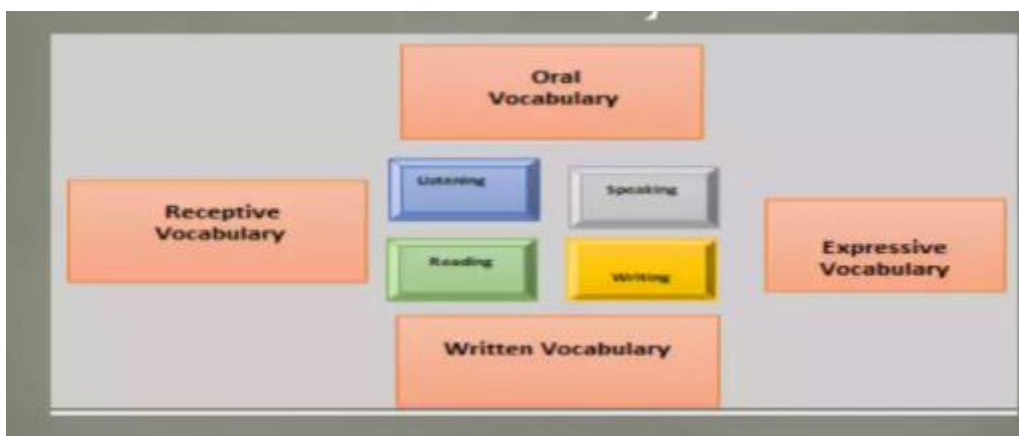 Oral
Vocabulary
Listening
Speaking
Receptive
Vocabulary
Expressive
Vocabulary
Reading
Writing
Written Vocabulary